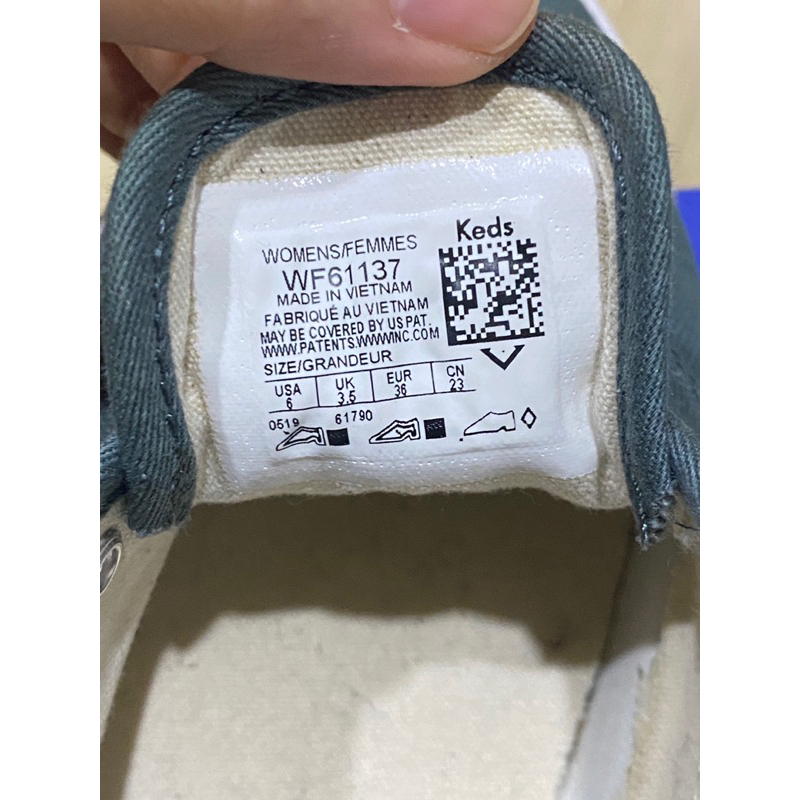 Keds
WOMENS/FEMMES
WF61137
MADE IN VIETNAM
FABRIQUÉ AU VIETNAM
MAY BE COVERED BY US PAT.
WWW.PATENTS.WWWINC.COM
SIZE/GRANDEUR
USA UK EUR CN
6 3.5 36 23
0519 61790